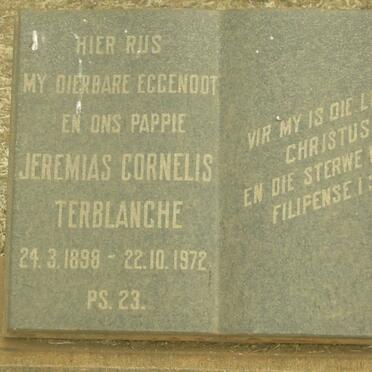 HIER RUS
MY DIERBARE EGGENOOT
EN ONS PAPPIE
JEREMIAS CORNELIS
TERBLANCHE
24.3.1898 - 22.10.1972
PS. 23.
VIR MY IS DIE
CHRISTUS
EN DIE STERWE
FILIPENSE 1